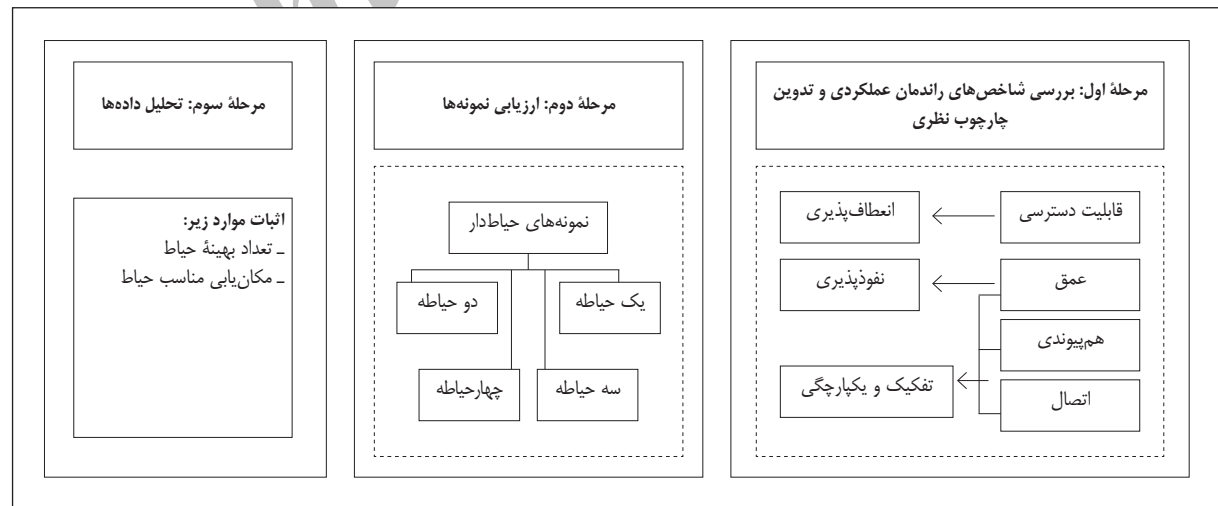 مرحلهٔ اول: بررسی شاخص‌های راندمان عملکردی و تدوین
چارچوب نظری
قابلیت دسترسی
انعطاف‌پذیری
عمق
نفوذپذیری
هم‌پیوندی
تفکیک و یکپارچگی
اتصال
مرحلهٔ دوم: ارزیابی نمونه‌ها
نمونه‌های حیاط‌دار
یک حیاطه
دو حیاطه
سه حیاطه
چهارحیاطه
مرحلهٔ سوم: تحلیل داده‌ها
اثبات موارد زیر:
ـ تعداد بهینهٔ حیاط
ـ مکان‌یابی مناسب حیاط